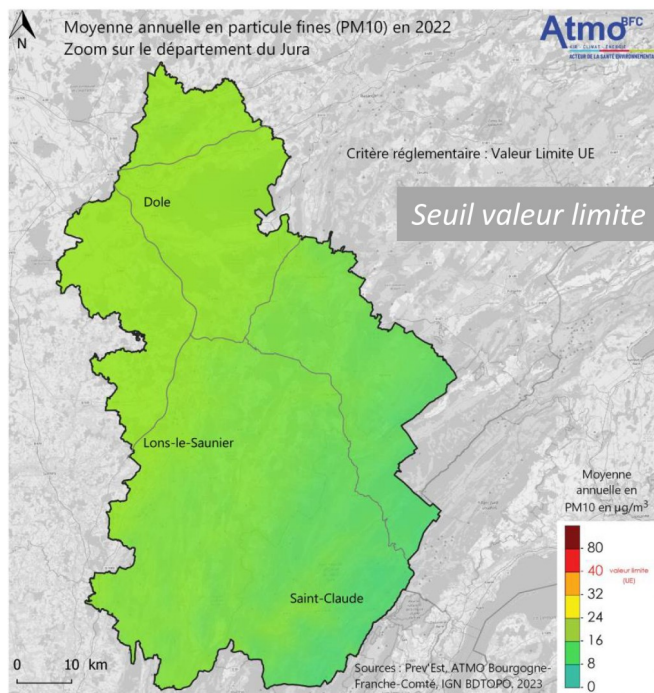 Moyenne annuelle en particule fines (PM10) en 2022
Zoom sur le département du Jura
N
Atmo BFC
AIR CLIMAT ÉNERGIE
ACTEUR DE LA SANTÉ ENVIRONNEMENTALE
Critère réglementaire : Valeur Limite UE
Seuil valeur limite
Dole
Lons-le-Saunier
Saint-Claude
Moyenne
annuelle en
PM10 en µg/m³
80
40 valeur limite
(UE)
32
24
16
8
0
0 10 km
Sources : Prev'Est, ATMO Bourgogne-
Franche-Comté, IGN BDTOPO, 2023